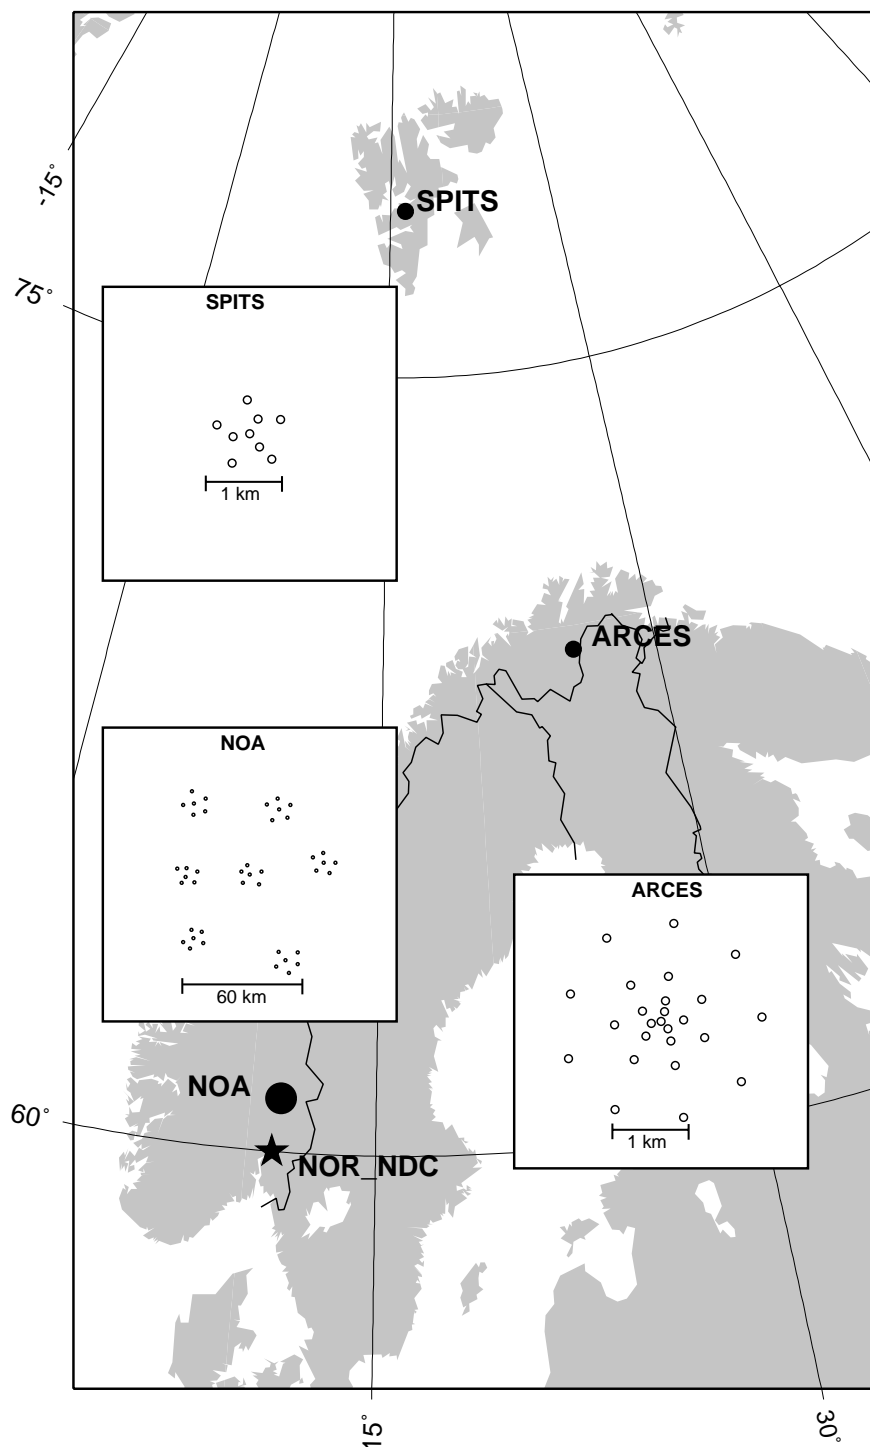 -15°
SPITS
75°
SPITS
1 km
ARCES
NOA
60 km
ARCES
1 km
NOA
60°
NOR_NDC
15°
30°